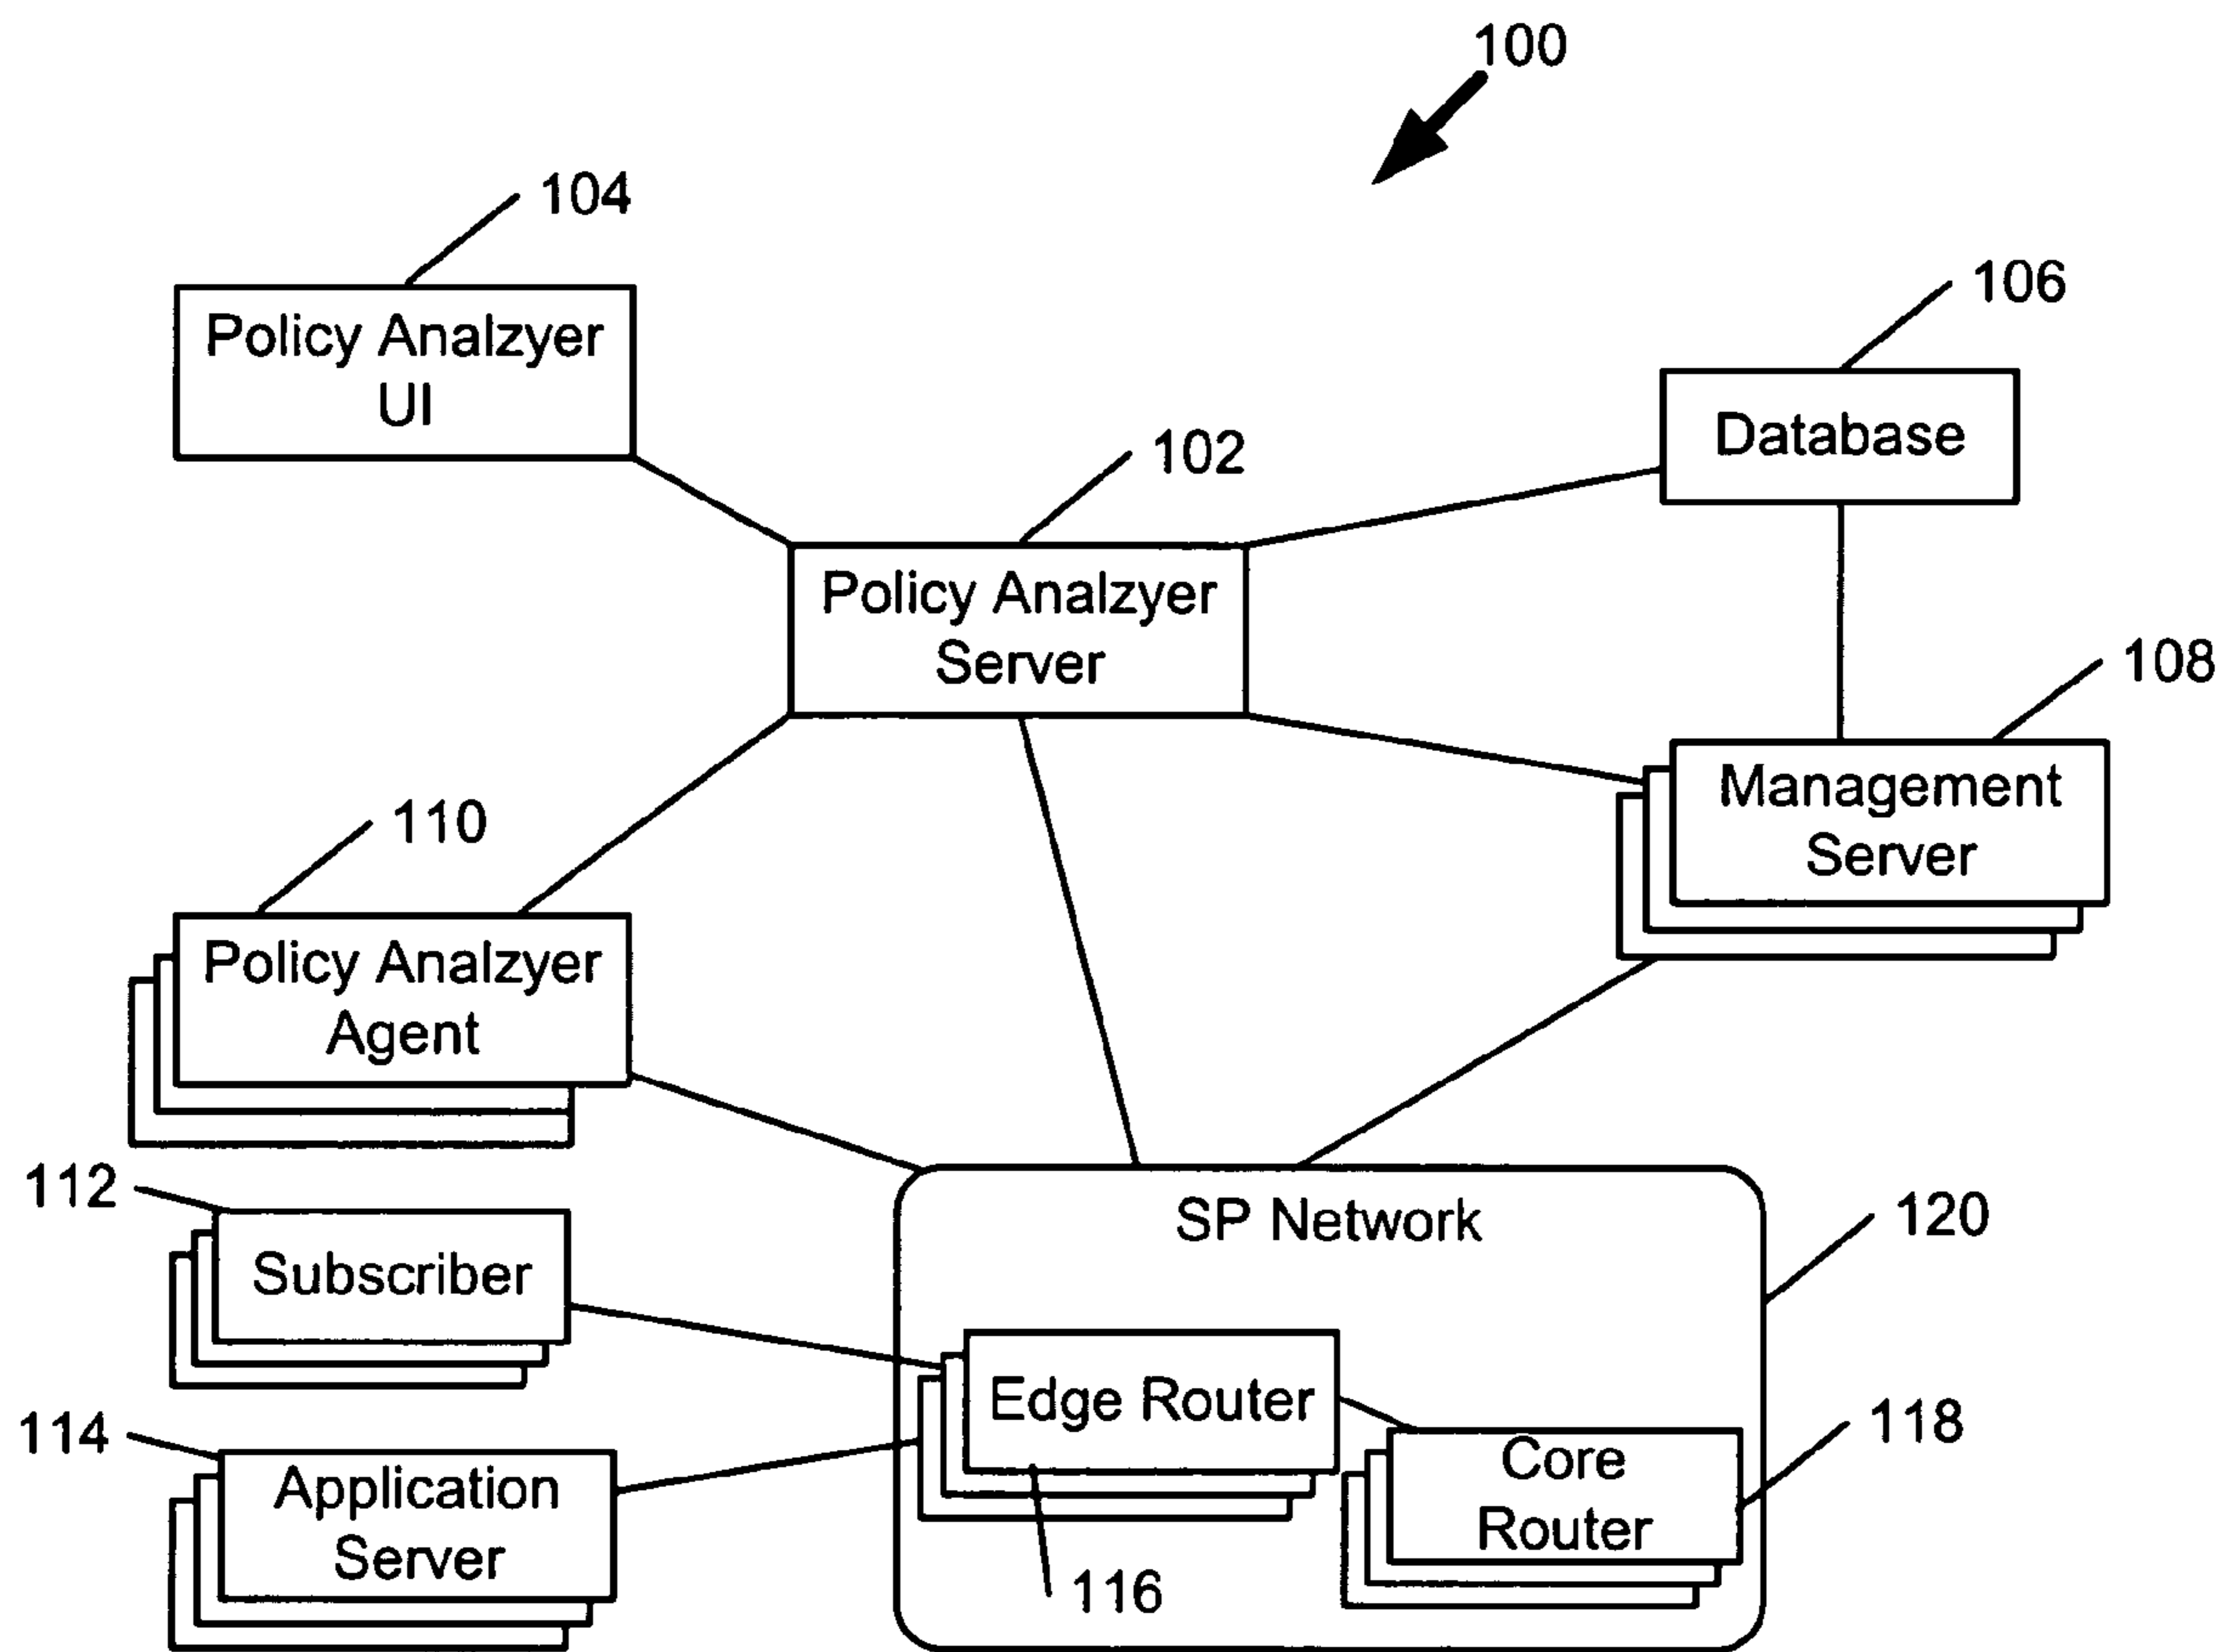 100
104
Policy Analzyer
UI
106
Database
102
Policy Analzyer
Server
108
Management
Server
110
Policy Analzyer
Agent
112
Subscriber
SP Network
120
Edge Router
114
Application
Server
118
Core
Router
116